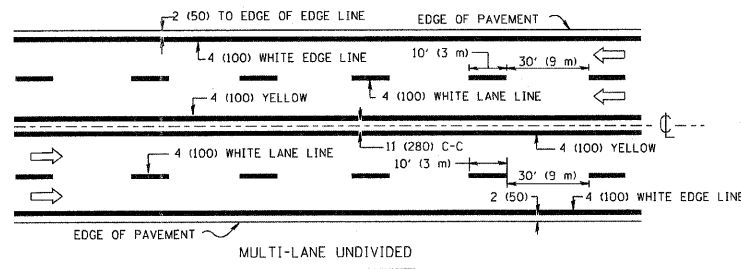 2 (50) TO EDGE OF EDGE LINE
EDGE OF PAVEMENT
4 (100) WHITE EDGE LINE
10' (3 m)
30' (9 m)
4 (100) YELLOW
4 (100) WHITE LANE LINE
℄
4 (100) WHITE LANE LINE
11 (280) C-C
4 (100) YELLOW
10' (3 m)
30' (9 m)
2 (50)
4 (100) WHITE EDGE LINE
EDGE OF PAVEMENT
MULTI-LANE UNDIVIDED